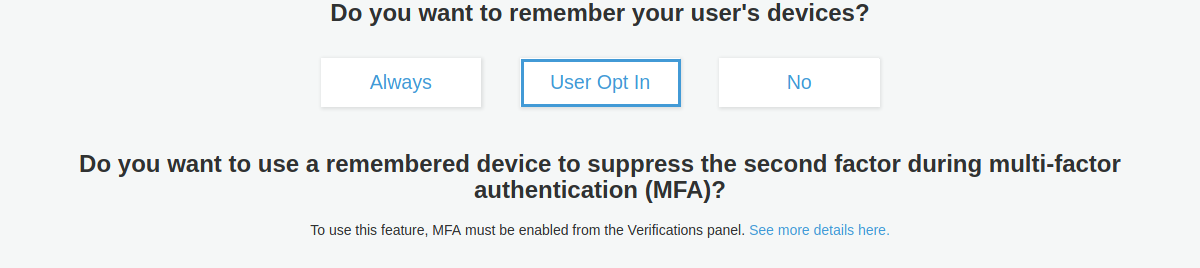 Do you want to remember your user's devices?
Always
User Opt In
No
Do you want to use a remembered device to suppress the second factor during multi-factor
authentication (MFA)?
To use this feature, MFA must be enabled from the Verifications panel. See more details here.